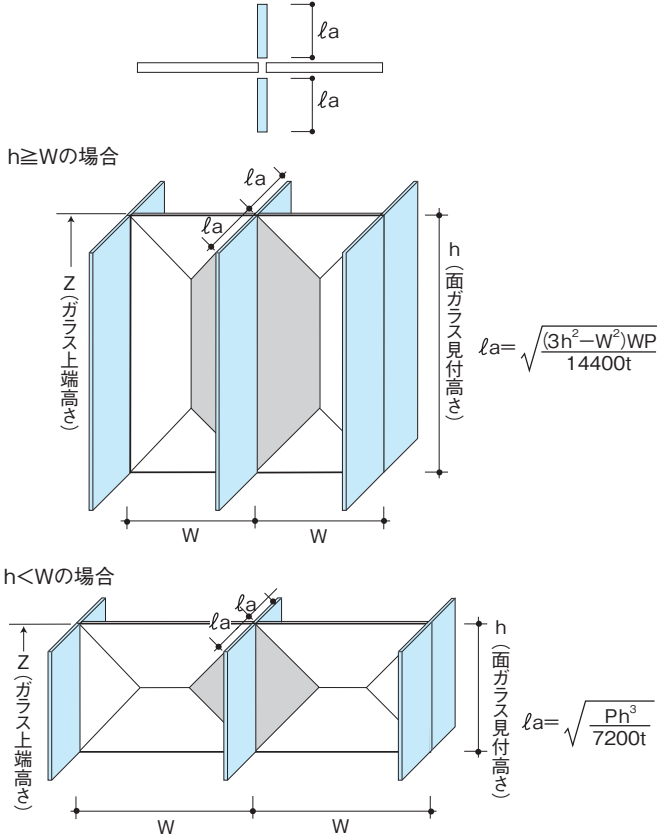 ℓa
ℓa
h≧Wの場合
ℓa
ℓa
Z(ガラス上端高さ)
h(面ガラス見付高さ)
ℓa=√(3h²−W²)WP/14400t
W
W
h<Wの場合
ℓa
ℓa
Z(ガラス上端高さ)
h(面ガラス見付高さ)
ℓa=√Ph³/7200t
W
W